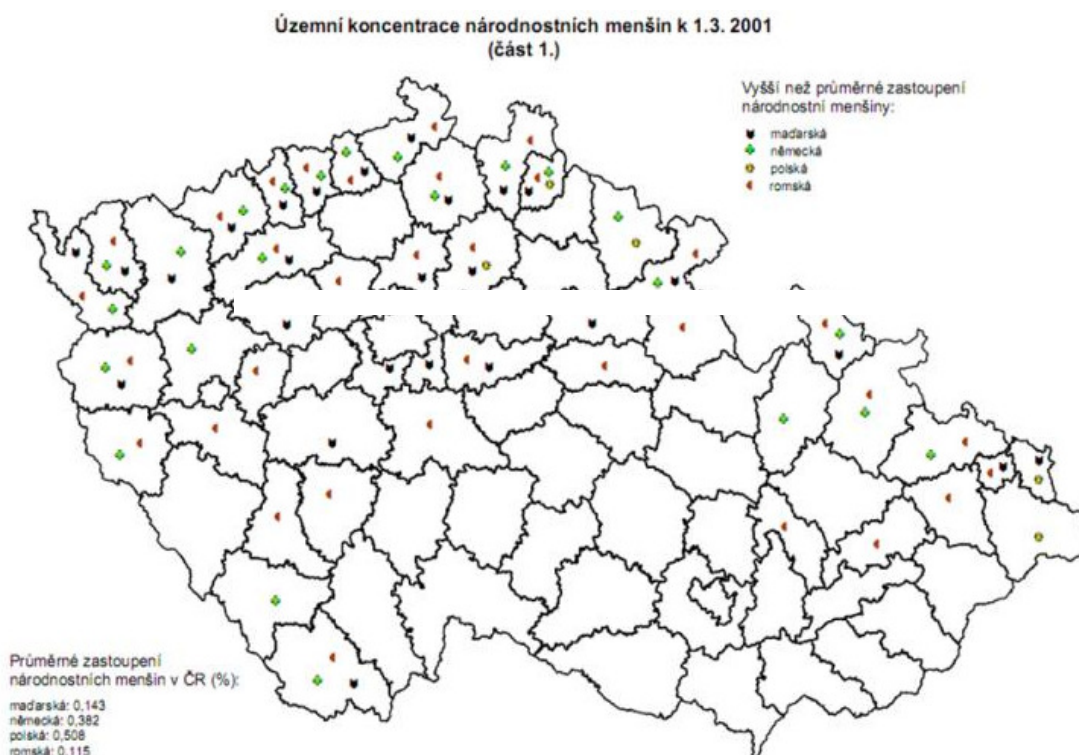 Územní koncentrace národnostních menšin k 1.3. 2001
(část 1.)
Vyšší než průměrné zastoupení
národnostní menšiny:
maďarská
německá
polská
romská
Průměrné zastoupení
národnostních menšin v ČR (%):
maďarská: 0,143
německá: 0,382
polská: 0,508
romská: 0,115